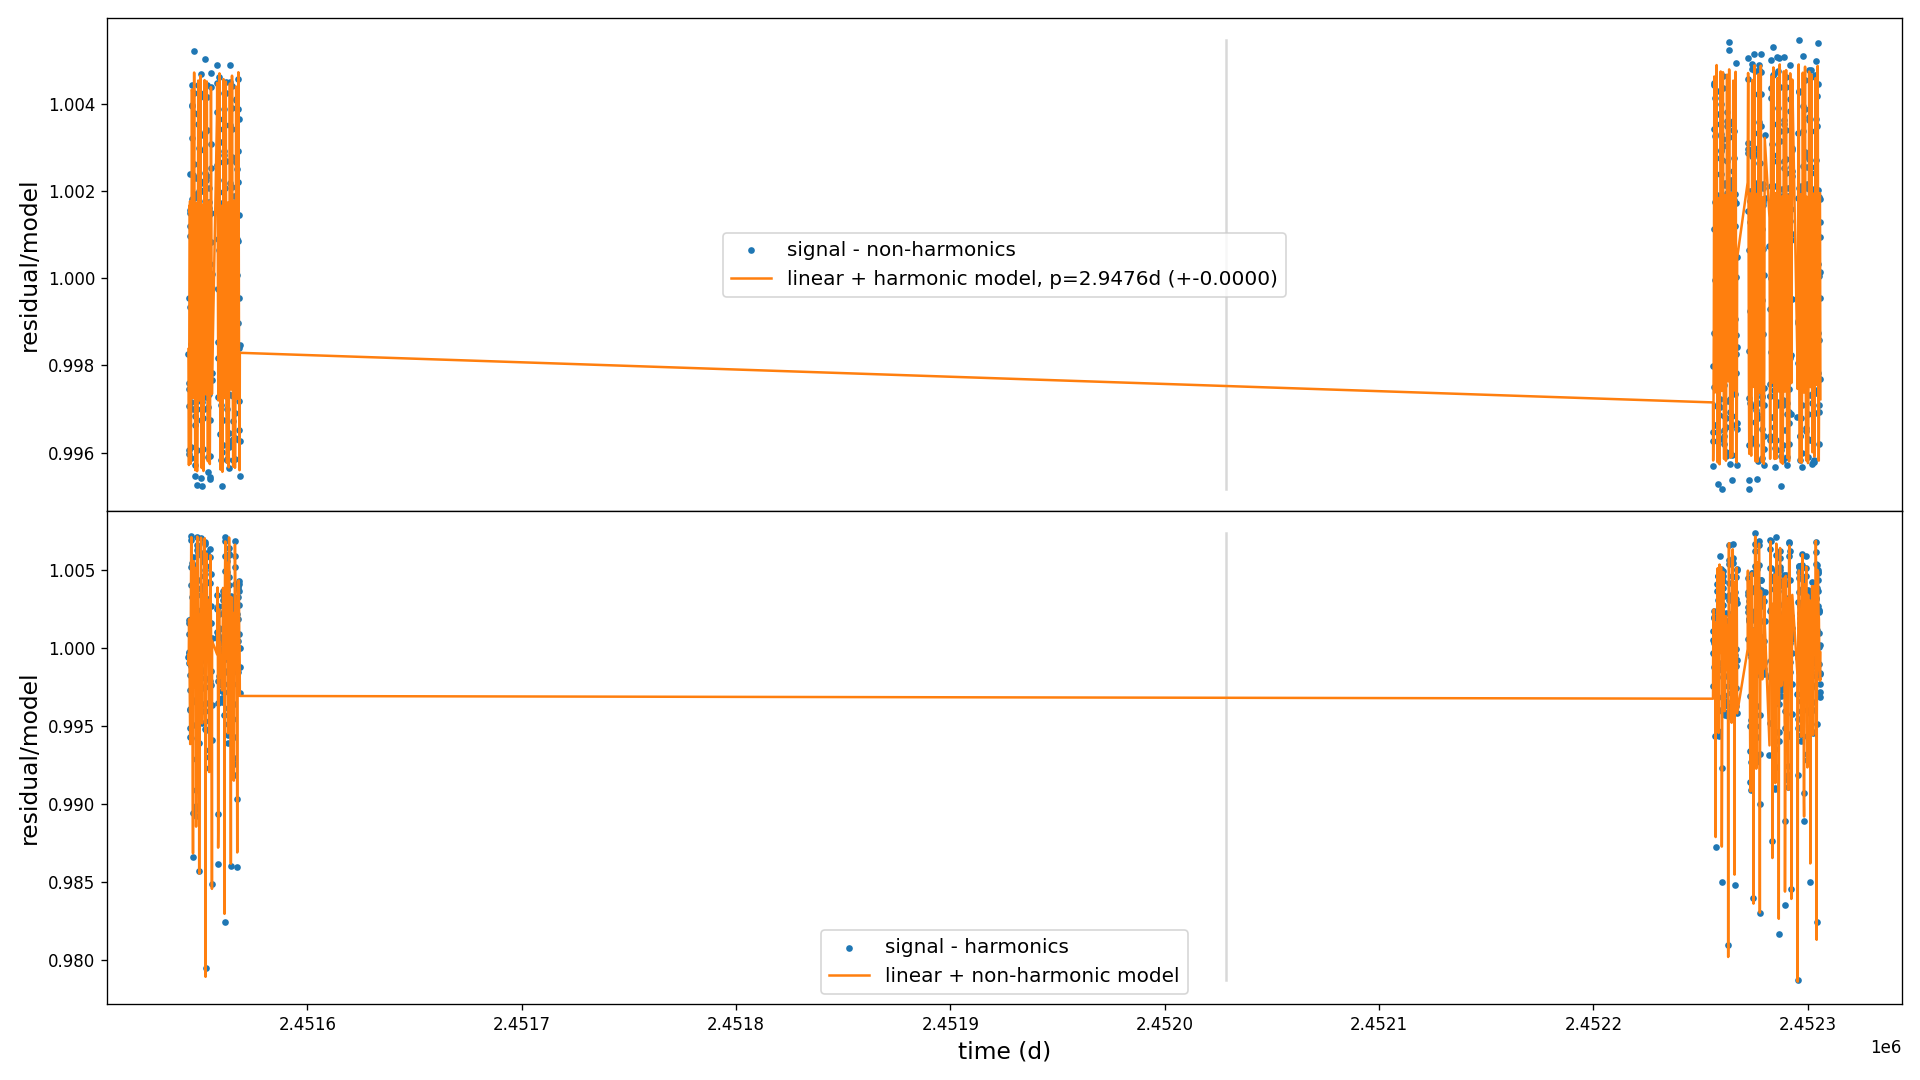 1.004
1.002
1.000
0.998
0.996
residual/model
signal - non-harmonics
linear + harmonic model, p=2.9476d (+-0.0000)
1.005
1.000
0.995
0.990
0.985
0.980
residual/model
signal - harmonics
linear + non-harmonic model
2.4516 2.4517 2.4518 2.4519 2.4520 2.4521 2.4522 2.4523
time (d)
1e6